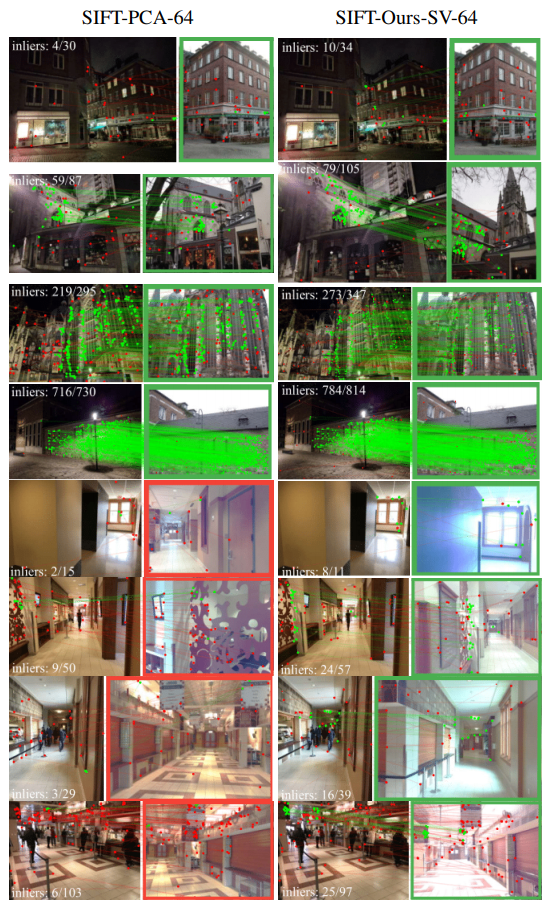 SIFT-PCA-64
SIFT-Ours-SV-64
inliers: 4/30
inliers: 10/34
inliers: 59/87
inliers: 79/105
inliers: 219/295
inliers: 273/347
inliers: 716/730
inliers: 784/814
inliers: 2/15
inliers: 8/11
inliers: 9/50
inliers: 24/57
inliers: 3/29
inliers: 16/39
inliers: 6/103
inliers: 25/97